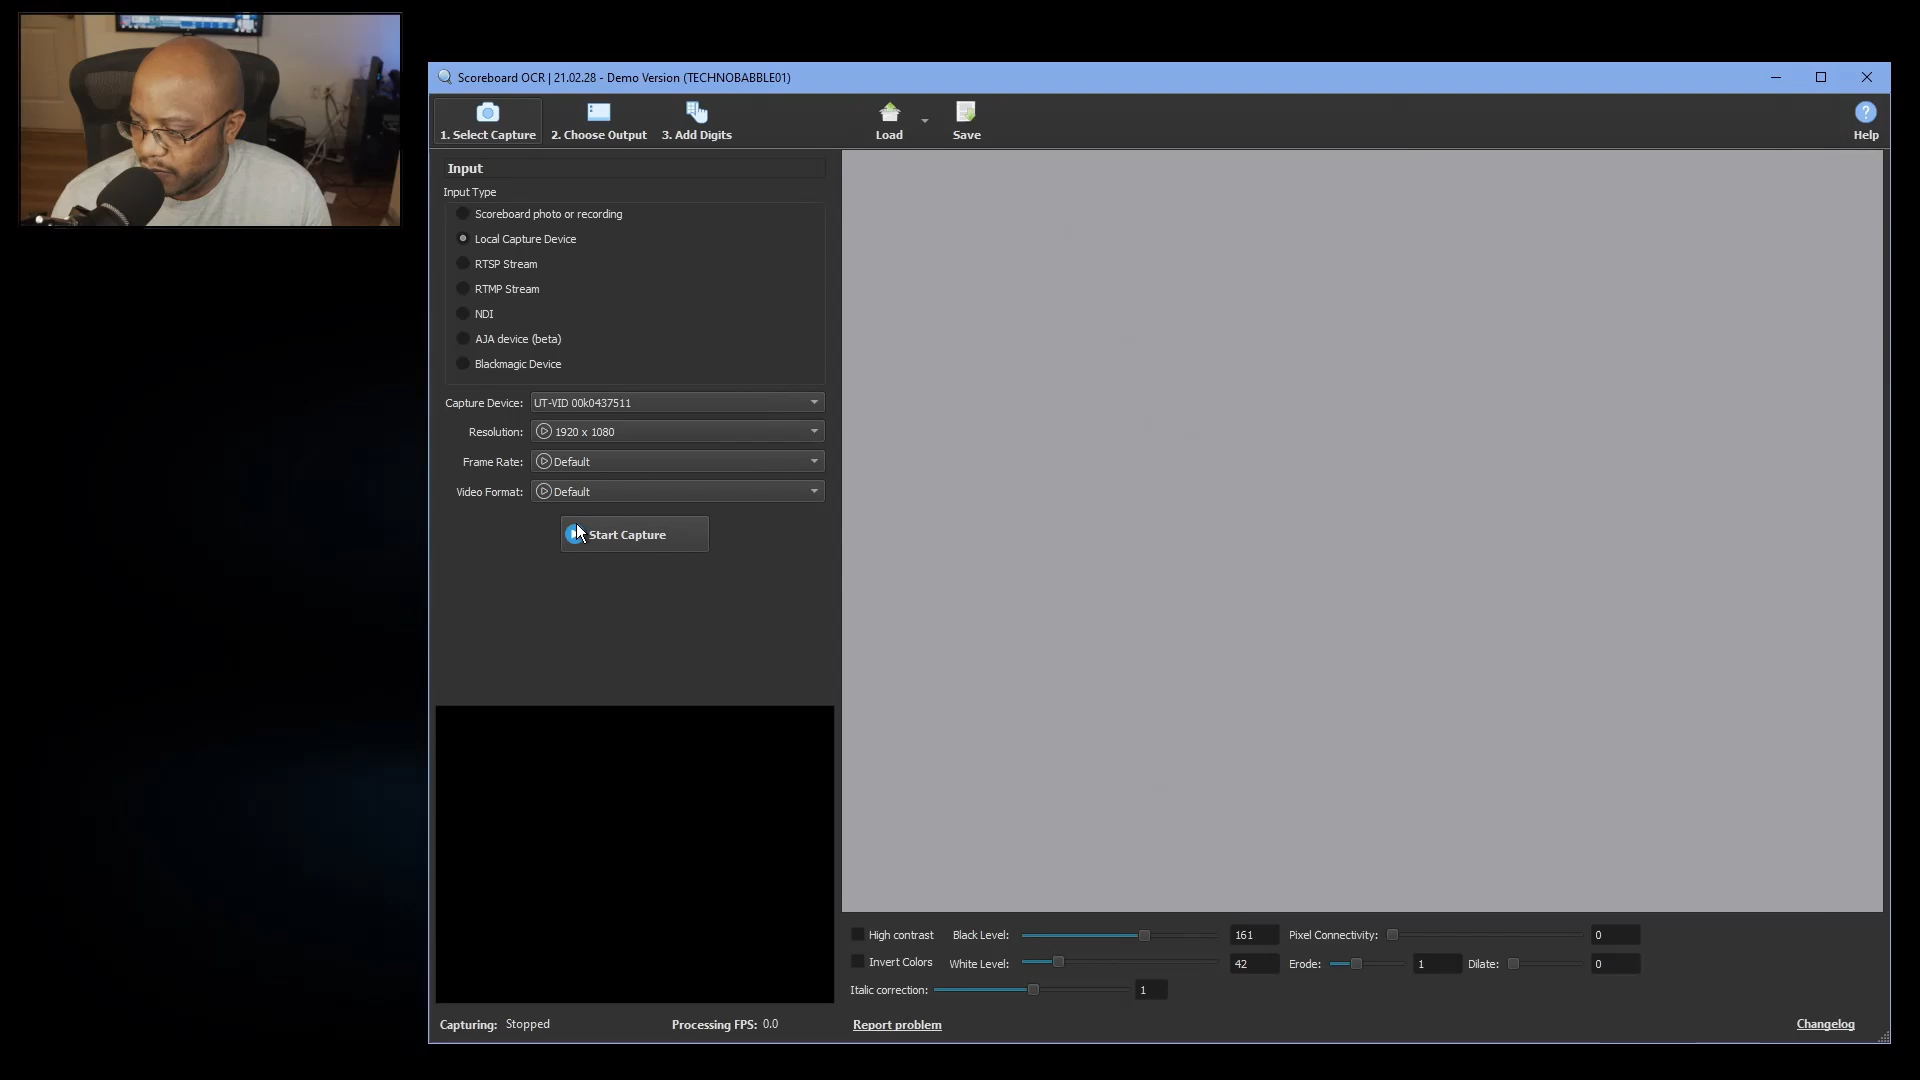 Scoreboard OCR | 21.02.28 - Demo Version (TECHNOBABBLE01)
1. Select Capture
2. Choose Output
3. Add Digits
Load
Save
Help
Input
Input Type
Scoreboard photo or recording
Local Capture Device
RTSP Stream
RTMP Stream
NDI
AJA device (beta)
Blackmagic Device
Capture Device: UT-VID 00k0437511
Resolution: 1920 x 1080
Frame Rate: Default
Video Format: Default
Start Capture
High contrast Black Level: 161 Pixel Connectivity: 0
Invert Colors White Level: 42 Erode: 1 Dilate: 0
Italic correction: 1
Capturing: Stopped Processing FPS: 0.0 Report problem Changelog